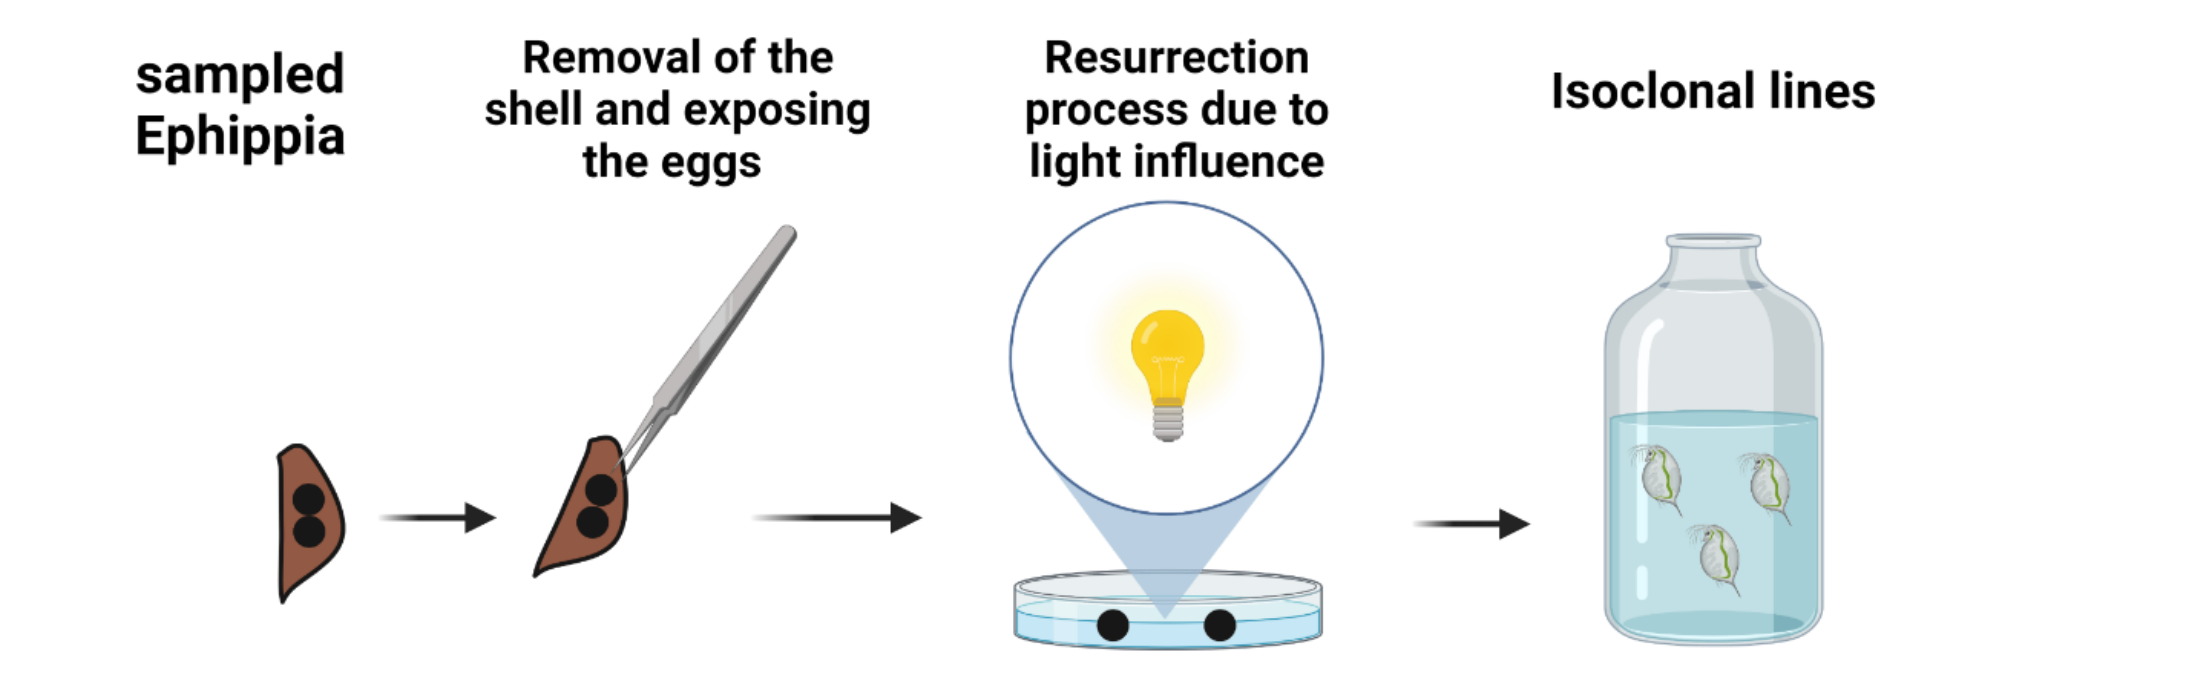 sampled
Ephippia
Removal of the
shell and exposing
the eggs
Resurrection
process due to
light influence
Isoclonal lines